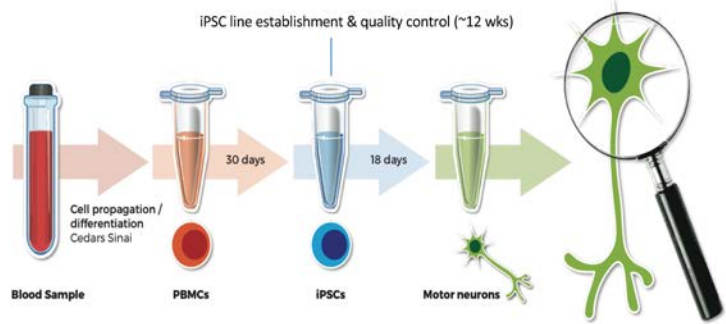 iPSC line establishment & quality control (~12 wks)
30 days
18 days
Cell propagation /
differentiation
Cedars Sinai
Blood Sample
PBMCs
iPSCs
Motor neurons